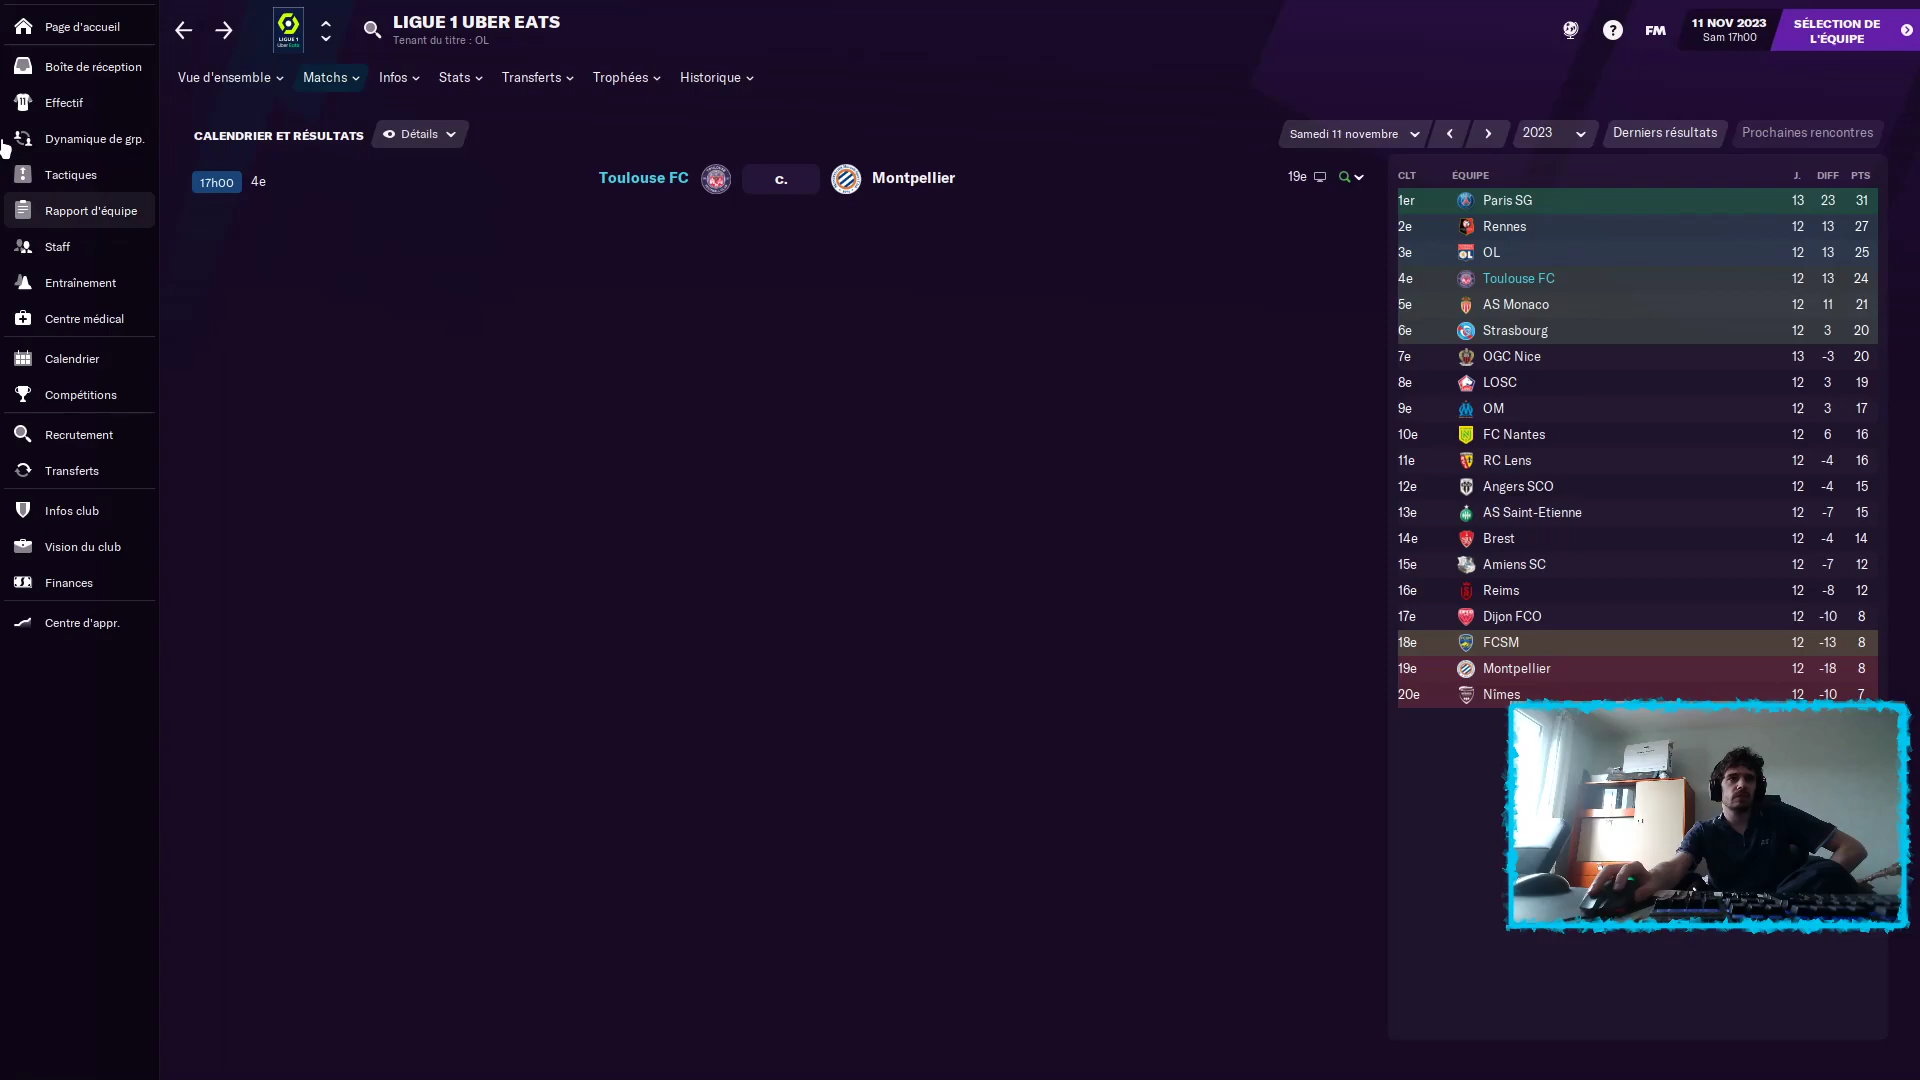 Page d'accueil
Boîte de réception
Effectif
Dynamique de grp.
Tactiques
Rapport d'équipe
Staff
Entraînement
Centre médical
Calendrier
Compétitions
Recrutement
Transferts
Infos club
Vision du club
Finances
Centre d'appr.
LIGUE 1 UBER EATS
Tenant du titre : OL
FM
11 NOV 2023
Sam 17h00
SÉLECTION DE
L'ÉQUIPE
Vue d'ensemble Matchs Infos Stats Transferts Trophées Historique
CALENDRIER ET RÉSULTATS Détails
Samedi 11 novembre 2023 Derniers résultats Prochaines rencontres
17h00 4e Toulouse FC c. Montpellier 19e
CLT ÉQUIPE J. DIFF PTS
1er Paris SG 13 23 31
2e Rennes 12 13 27
3e OL 12 13 25
4e Toulouse FC 12 13 24
5e AS Monaco 12 11 21
6e Strasbourg 12 3 20
7e OGC Nice 13 -3 20
8e LOSC 12 3 19
9e OM 12 3 17
10e FC Nantes 12 6 16
11e RC Lens 12 -4 16
12e Angers SCO 12 -4 15
13e AS Saint-Etienne 12 -7 15
14e Brest 12 -4 14
15e Amiens SC 12 -7 12
16e Reims 12 -8 12
17e Dijon FCO 12 -10 8
18e FCSM 12 -13 8
19e Montpellier 12 -18 8
20e Nîmes 12 -10 7